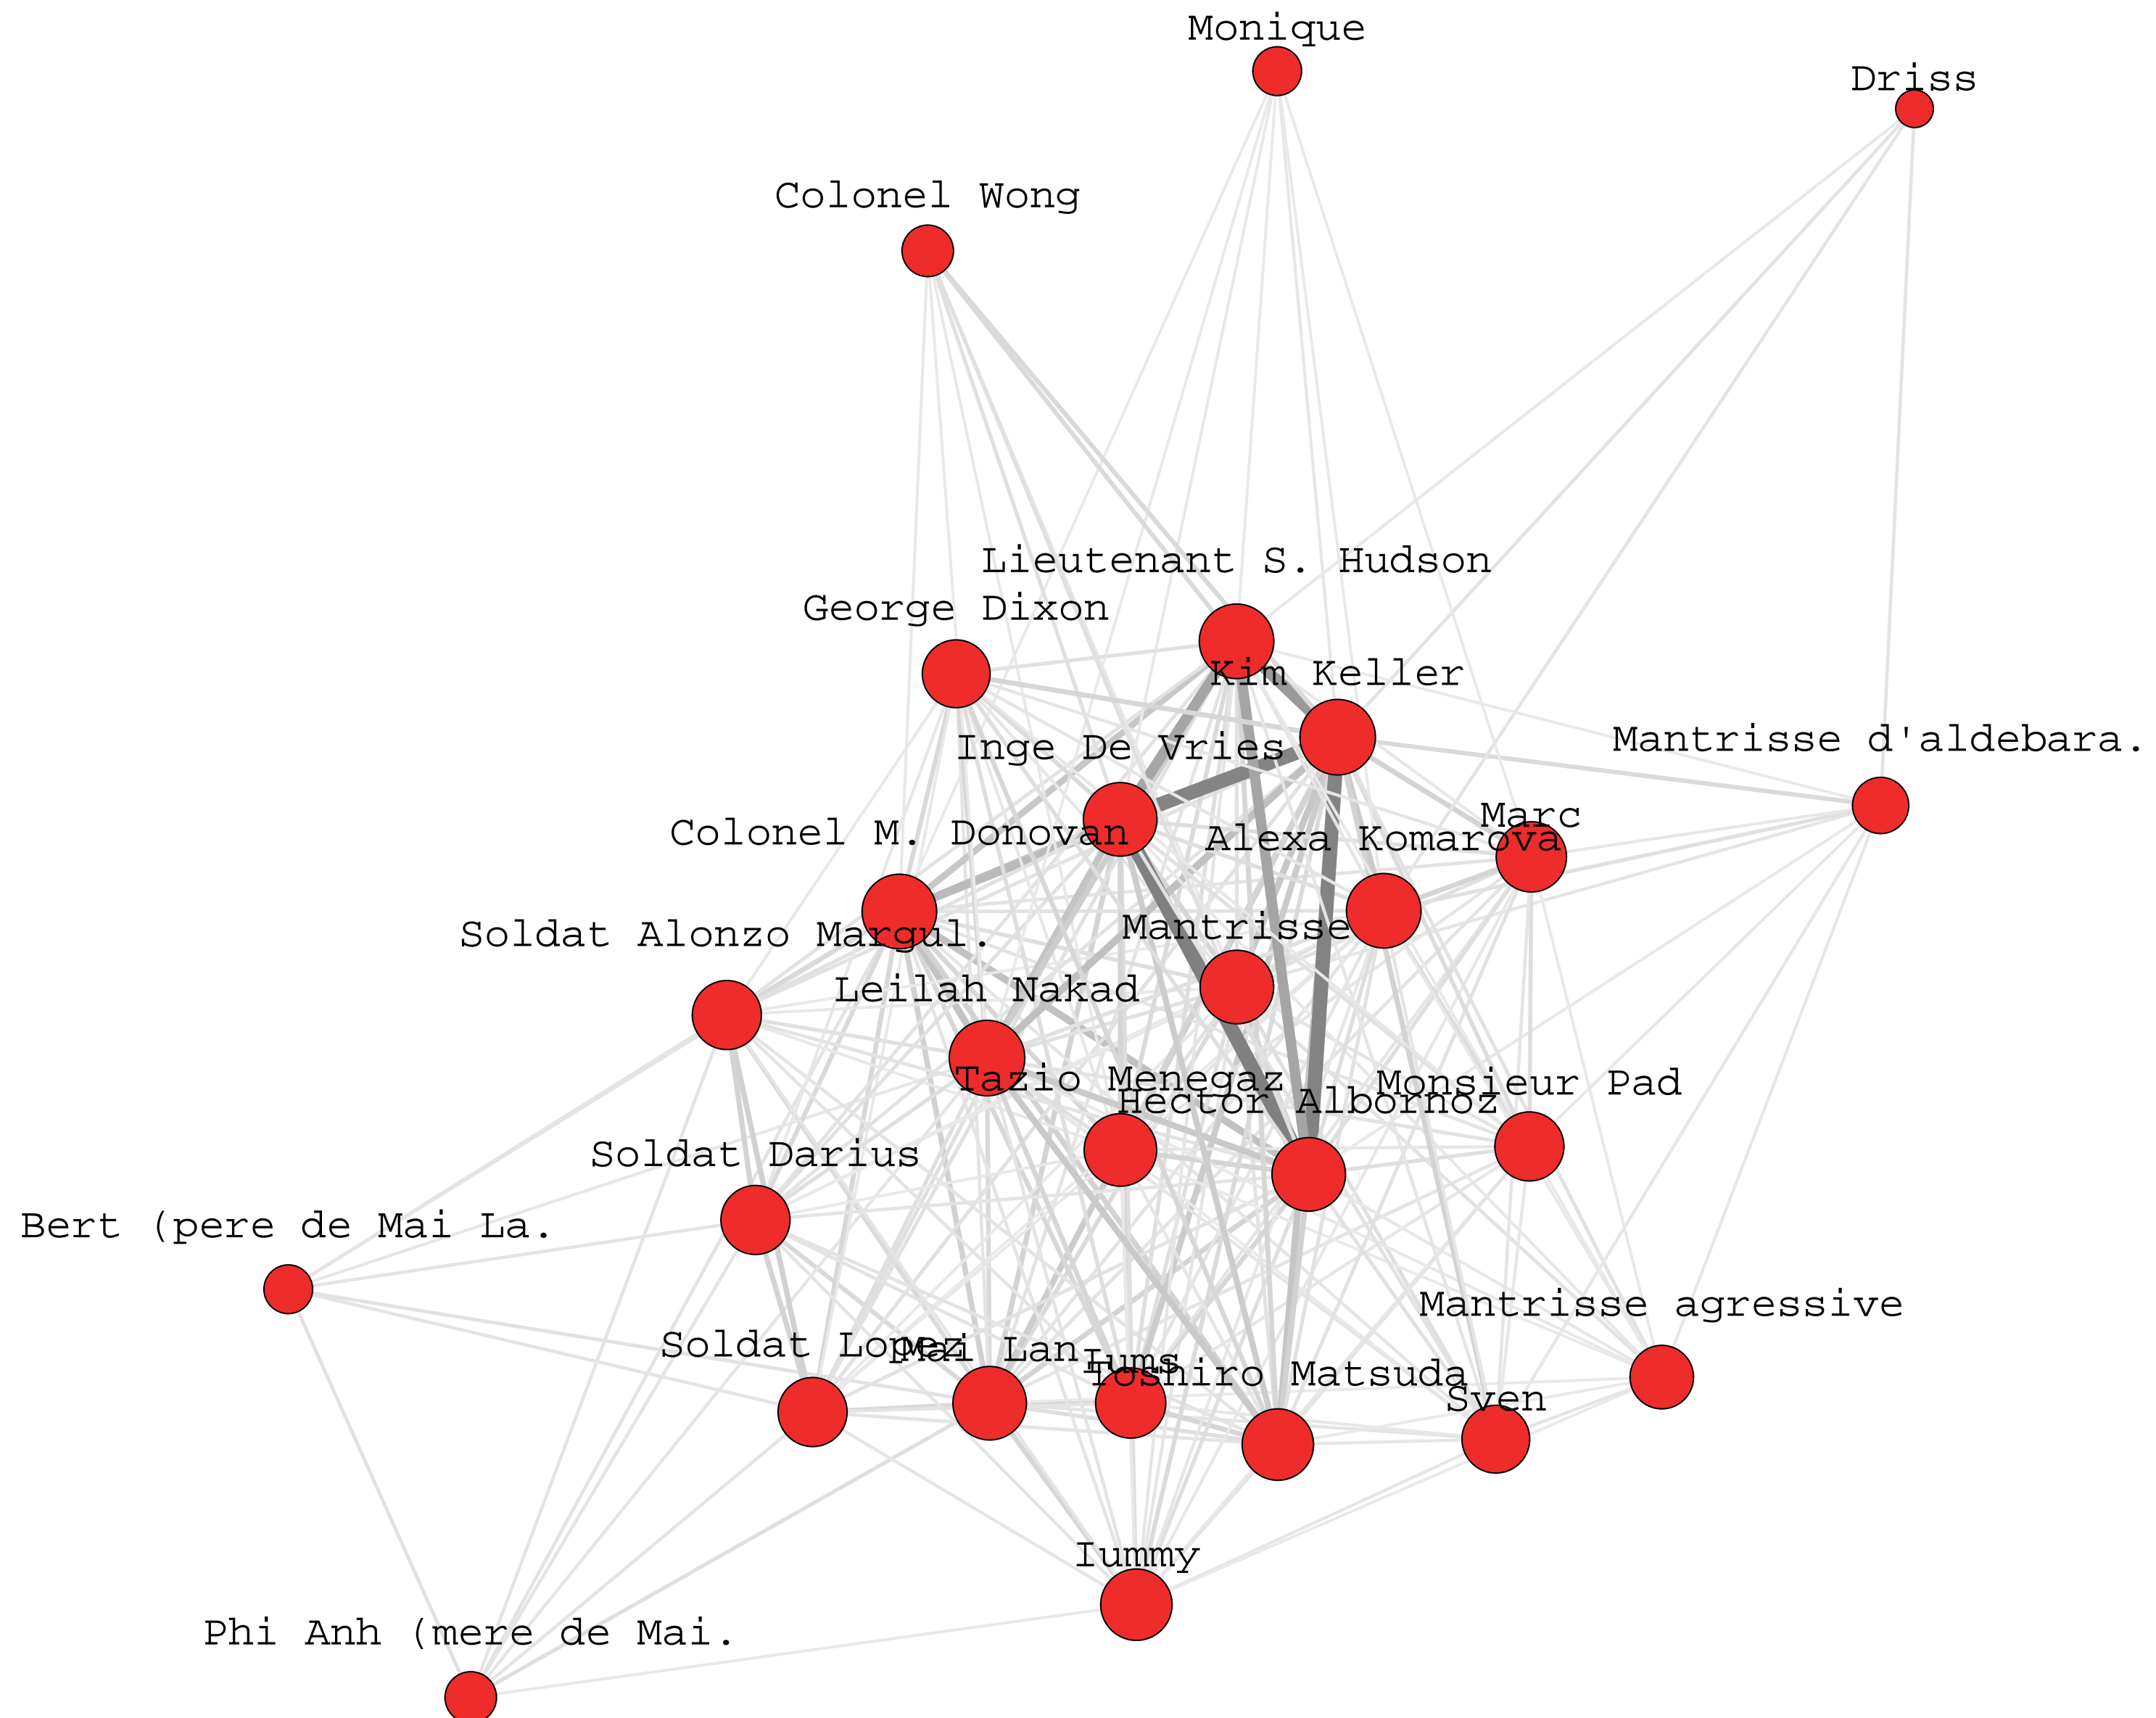 Monique
Driss
Colonel Wong
Lieutenant S. Hudson
George Dixon
Kim Keller
Inge De Vries
Mantrisse d'aldebara.
Marc
Colonel M. Donovan
Alexa Komarova
Mantrisse
Soldat Alonzo Margul.
Leilah Nakad
Tazio Menegaz
Monsieur Pad
Hector Albornoz
Soldat Darius
Bert (pere de Mai La.
Mantrisse agressive
Soldat Lopez
Mai Lan
Iums
Toshiro Matsuda
Sven
Iummy
Phi Anh (mere de Mai.